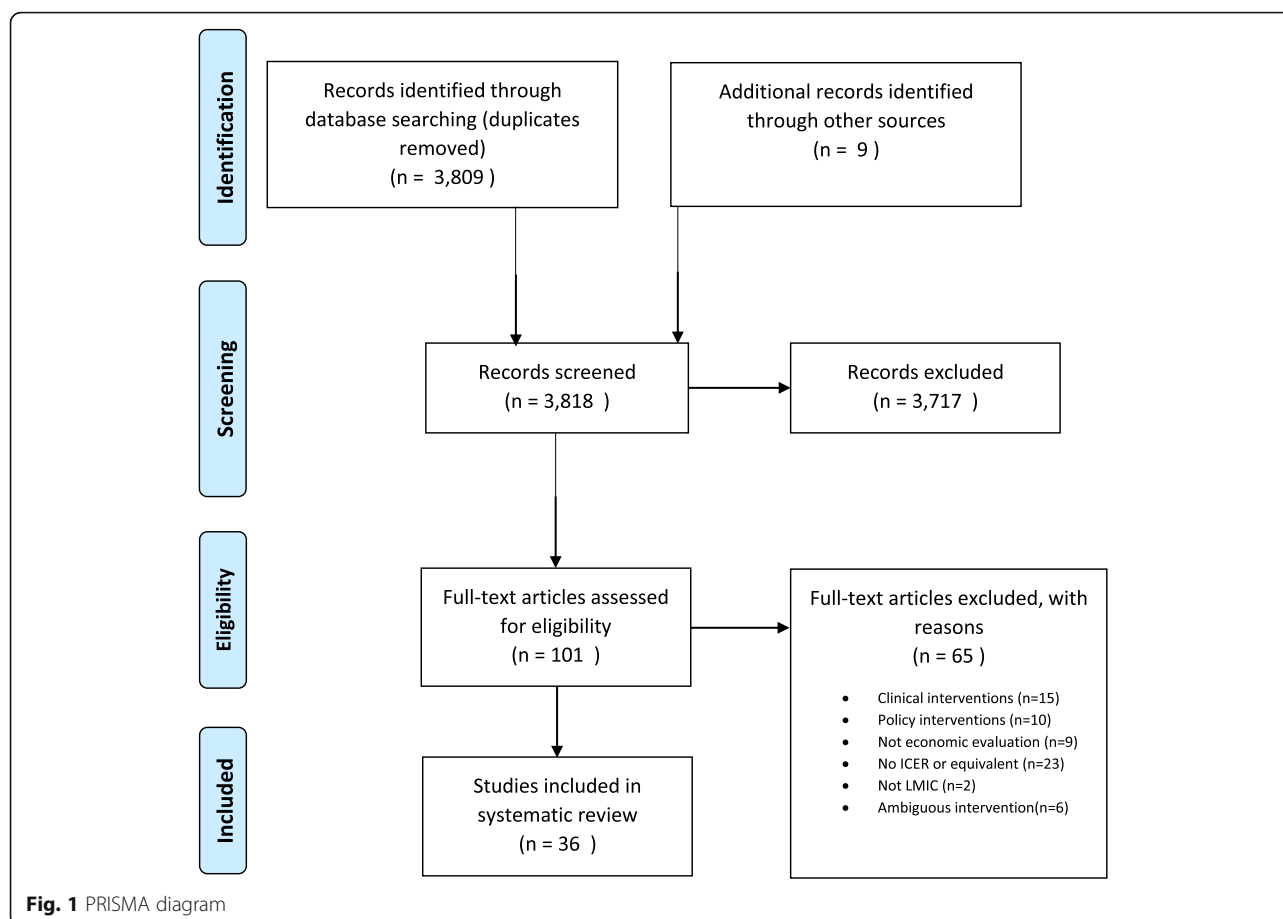 Identification
Records identified through
database searching (duplicates
removed)
(n = 3,809 )
Additional records identified
through other sources
(n = 9 )
Screening
Records screened
(n = 3,818 )
Records excluded
(n = 3,717 )
Eligibility
Full-text articles assessed
for eligibility
(n = 101 )
Full-text articles excluded, with
reasons
(n = 65 )
• Clinical interventions (n=15)
• Policy interventions (n=10)
• Not economic evaluation (n=9)
• No ICER or equivalent (n=23)
• Not LMIC (n=2)
• Ambiguous intervention(n=6)
Included
Studies included in
systematic review
(n = 36 )
Fig. 1 PRISMA diagram